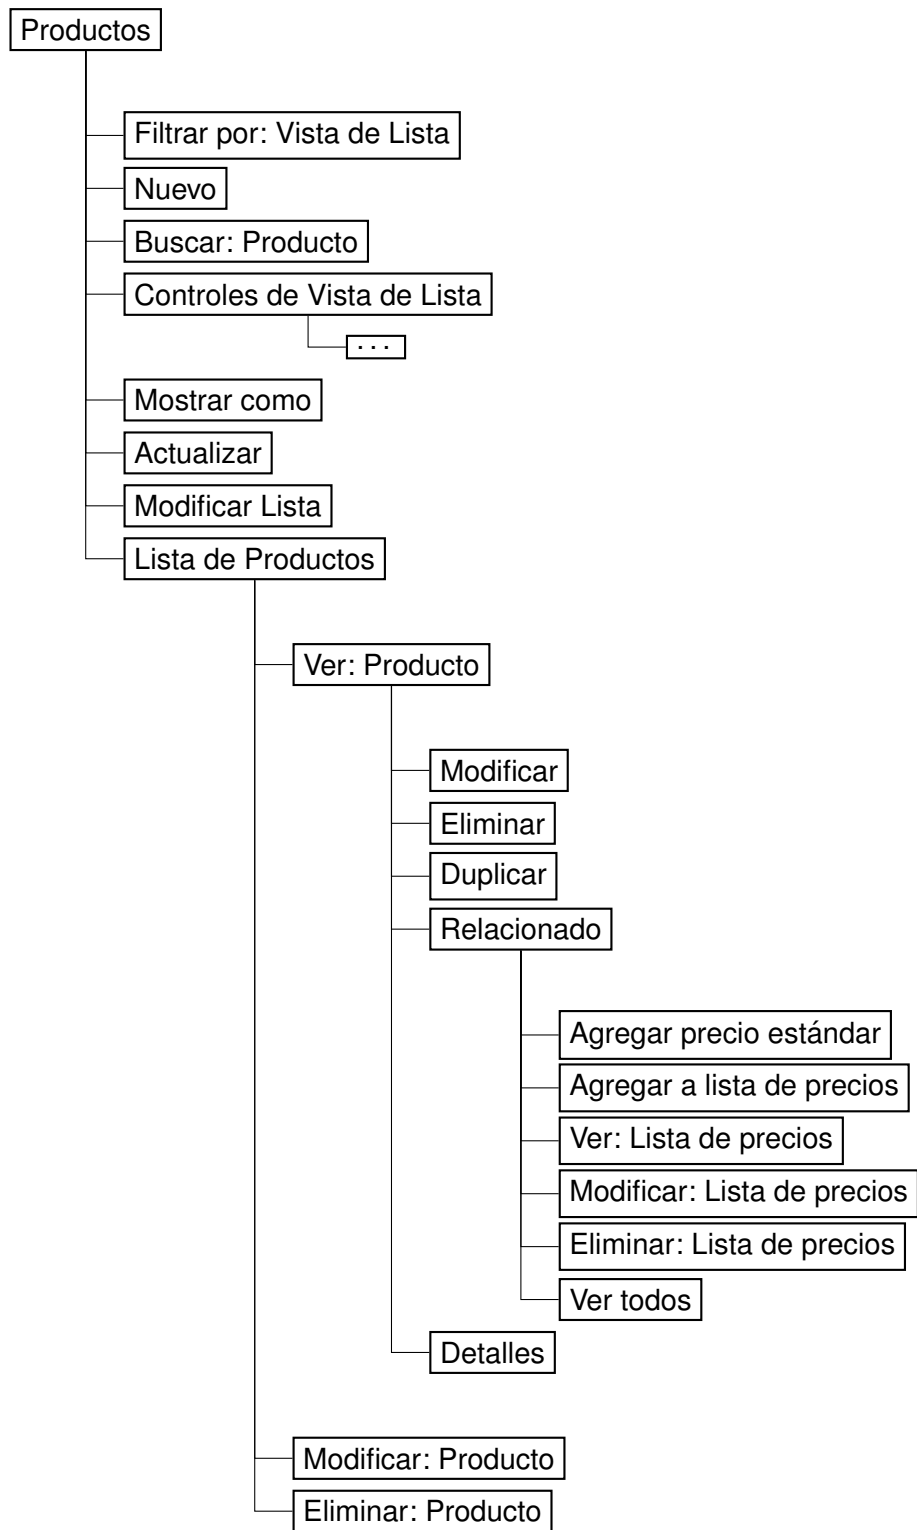 Productos
Filtrar por: Vista de Lista
Nuevo
Buscar: Producto
Controles de Vista de Lista
...
Mostrar como
Actualizar
Modificar Lista
Lista de Productos
Ver: Producto
Modificar
Eliminar
Duplicar
Relacionado
Agregar precio estándar
Agregar a lista de precios
Ver: Lista de precios
Modificar: Lista de precios
Eliminar: Lista de precios
Ver todos
Detalles
Modificar: Producto
Eliminar: Producto